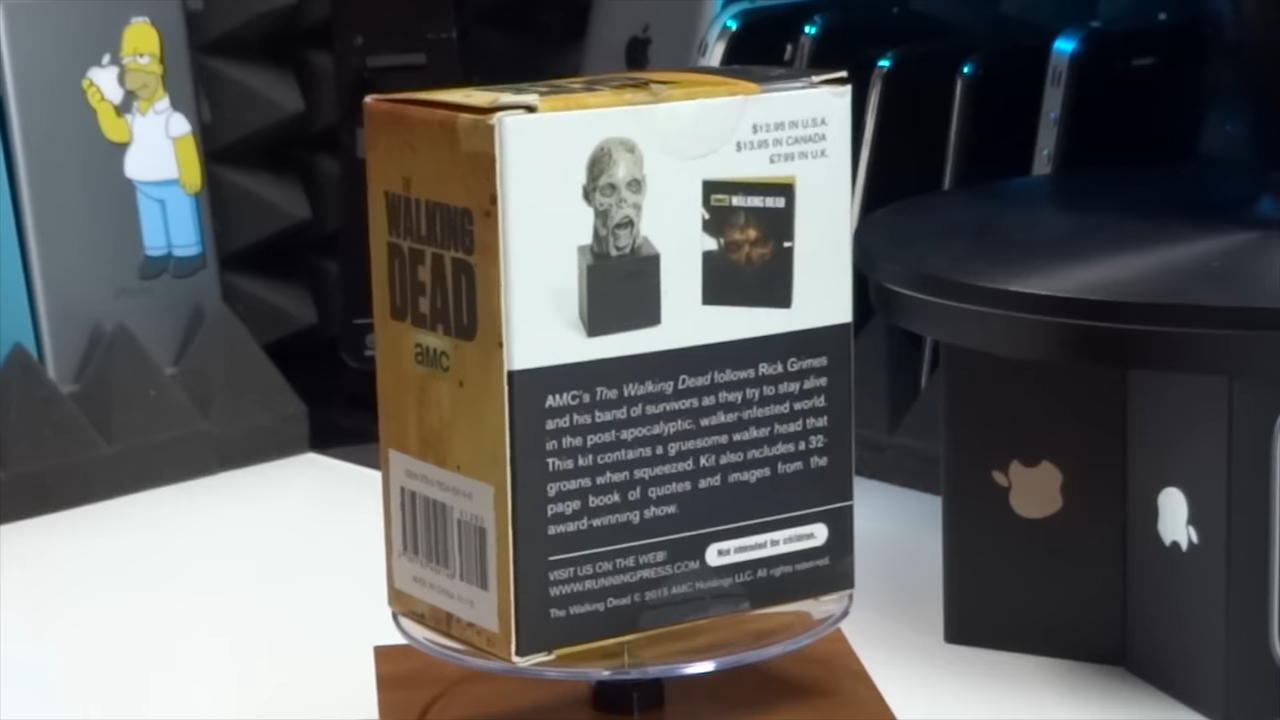 THE
WALKING
DEAD
aMC
$12.95 IN U.S.A.
$13.95 IN CANADA
£7.99 IN U.K.
WALKING DEAD
AMC's The Walking Dead follows Rick Grimes
and his band of survivors as they try to stay alive
in the post-apocalyptic, walker-infested world.
This kit contains a gruesome walker head that
groans when squeezed. Kit also includes a 32-
page book of quotes and images from the
award-winning show.
Not intended for children.
VISIT US ON THE WEB!
WWW.RUNNINGPRESS.COM
The Walking Dead © 2015 AMC Holdings LLC. All rights reserved.